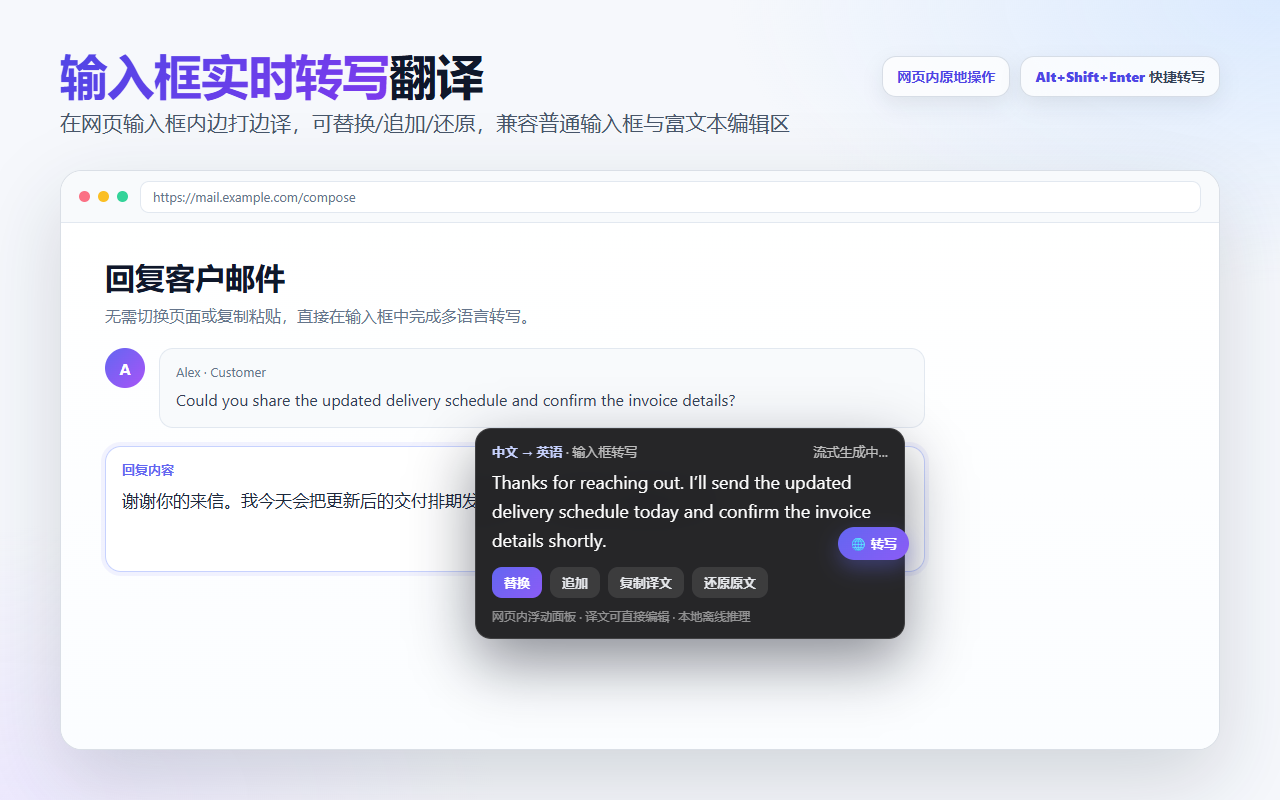 输入框实时转写翻译
在网页输入框内边打边译，可替换/追加/还原，兼容普通输入框与富文本编辑区
网页内原地操作
Alt+Shift+Enter 快捷转写
https://mail.example.com/compose
回复客户邮件
无需切换页面或复制粘贴，直接在输入框中完成多语言转写。
A
Alex · Customer
Could you share the updated delivery schedule and confirm the invoice details?
回复内容
谢谢你的来信。我今天会把更新后的交付排期发
中文 → 英语 · 输入框转写
流式生成中...
Thanks for reaching out. I’ll send the updated
delivery schedule today and confirm the invoice
details shortly.
🌐 转写
替换
追加
复制译文
还原原文
网页内浮动面板 · 译文可直接编辑 · 本地离线推理